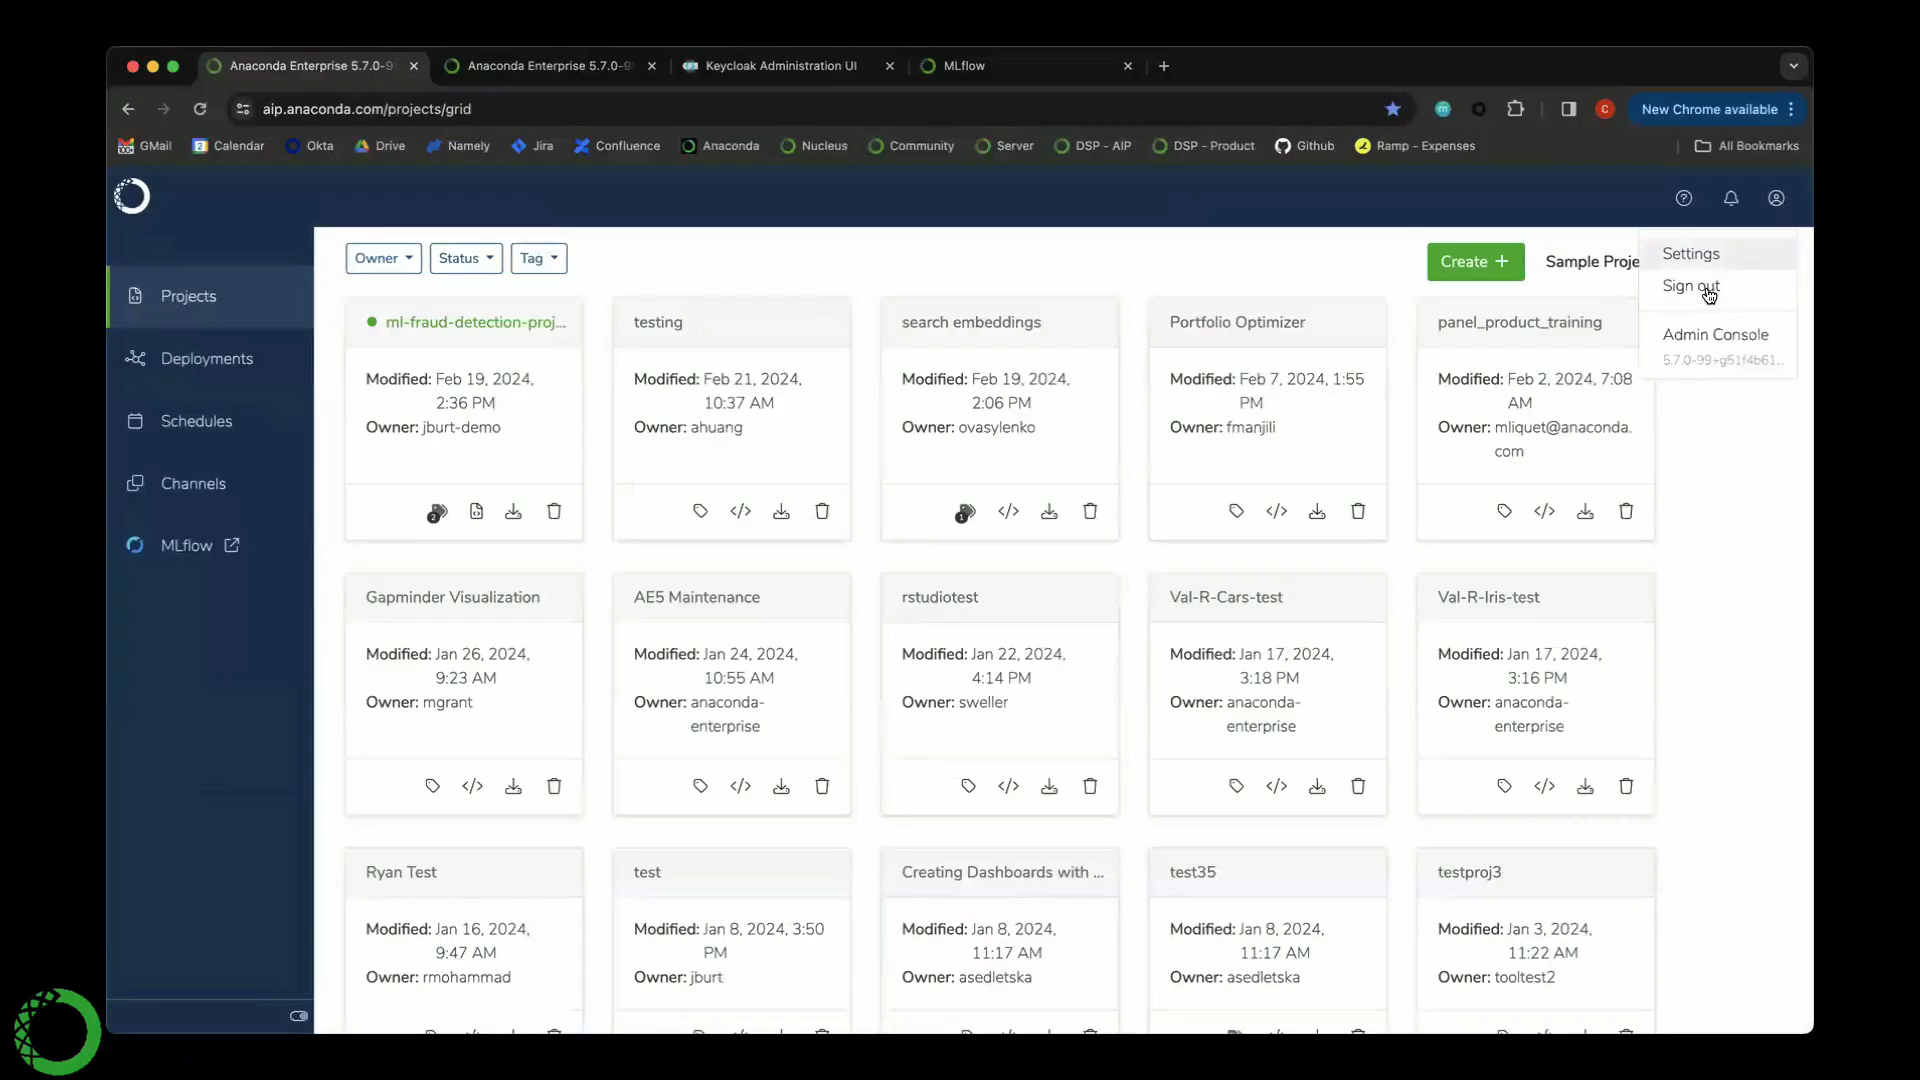 Anaconda Enterprise 5.7.0-9
Anaconda Enterprise 5.7.0-9
Keycloak Administration UI
MLflow
aip.anaconda.com/projects/grid
New Chrome available
GMail
Calendar
Okta
Drive
Namely
Jira
Confluence
Anaconda
Nucleus
Community
Server
DSP - AIP
DSP - Product
Github
Ramp - Expenses
All Bookmarks
Projects
Deployments
Schedules
Channels
MLflow
Owner
Status
Tag
Create +
Sample Proje
Settings
Sign out
Admin Console
5.7.0-99+g51f4b61...
ml-fraud-detection-proj...
Modified: Feb 19, 2024,
2:36 PM
Owner: jburt-demo
2
testing
Modified: Feb 21, 2024,
10:37 AM
Owner: ahuang
search embeddings
Modified: Feb 19, 2024,
2:06 PM
Owner: ovasylenko
1
Portfolio Optimizer
Modified: Feb 7, 2024, 1:55
PM
Owner: fmanjili
panel_product_training
Modified: Feb 2, 2024, 7:08
AM
Owner: mliquet@anaconda.
com
Gapminder Visualization
Modified: Jan 26, 2024,
9:23 AM
Owner: mgrant
AE5 Maintenance
Modified: Jan 24, 2024,
10:55 AM
Owner: anaconda-
enterprise
rstudiotest
Modified: Jan 22, 2024,
4:14 PM
Owner: sweller
Val-R-Cars-test
Modified: Jan 17, 2024,
3:18 PM
Owner: anaconda-
enterprise
Val-R-Iris-test
Modified: Jan 17, 2024,
3:16 PM
Owner: anaconda-
enterprise
Ryan Test
Modified: Jan 16, 2024,
9:47 AM
Owner: rmohammad
test
Modified: Jan 8, 2024, 3:50
PM
Owner: jburt
Creating Dashboards with ...
Modified: Jan 8, 2024,
11:17 AM
Owner: asedletska
test35
Modified: Jan 8, 2024,
11:17 AM
Owner: asedletska
testproj3
Modified: Jan 3, 2024,
11:22 AM
Owner: tooltest2